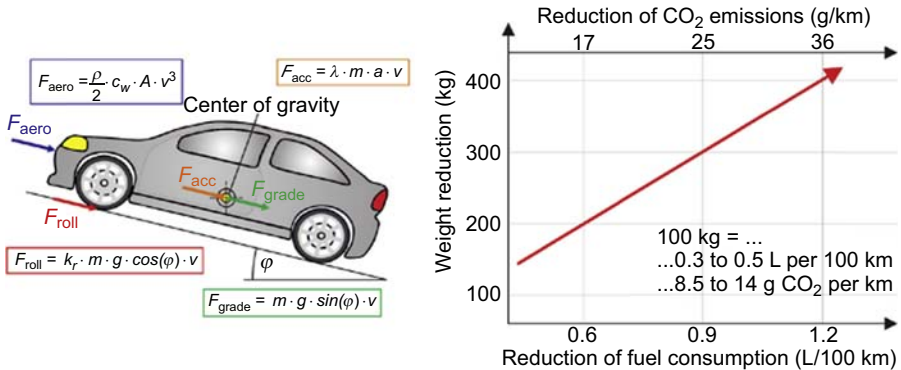 F_aero = ρ/2 · c_w · A · v³
F_acc = λ · m · a · v
Center of gravity
F_aero
F_acc
F_grade
F_roll
F_roll = k_r · m · g · cos(φ) · v
φ
F_grade = m · g · sin(φ) · v
Reduction of CO₂ emissions (g/km)
17 25 36
Weight reduction (kg)
400
300
200
100
100 kg = ...
...0.3 to 0.5 L per 100 km
...8.5 to 14 g CO₂ per km
0.6 0.9 1.2
Reduction of fuel consumption (L/100 km)